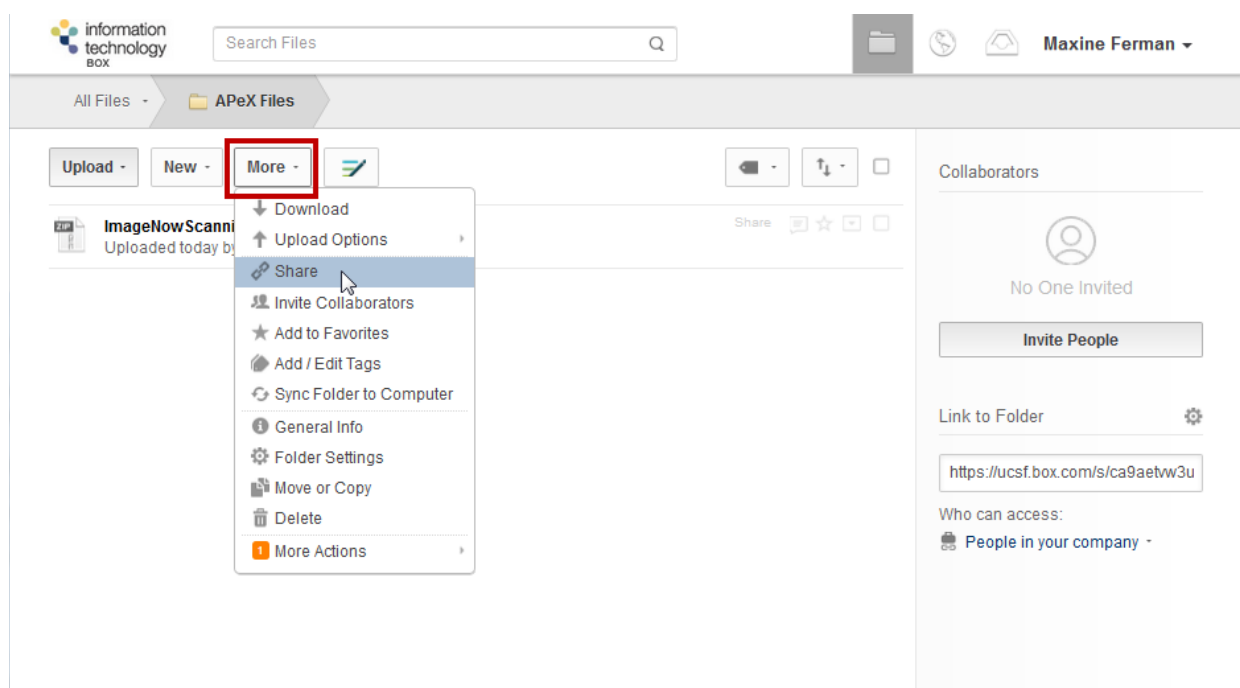 information
technology
BOX
Search Files
Maxine Ferman
All Files
APeX Files
Upload
New
More
Collaborators
ZIP
ImageNowScanni
Uploaded today by
Share
Download
Upload Options
Share
Invite Collaborators
Add to Favorites
Add / Edit Tags
Sync Folder to Computer
General Info
Folder Settings
Move or Copy
Delete
1 More Actions
No One Invited
Invite People
Link to Folder
https://ucsf.box.com/s/ca9aetvw3u
Who can access:
People in your company